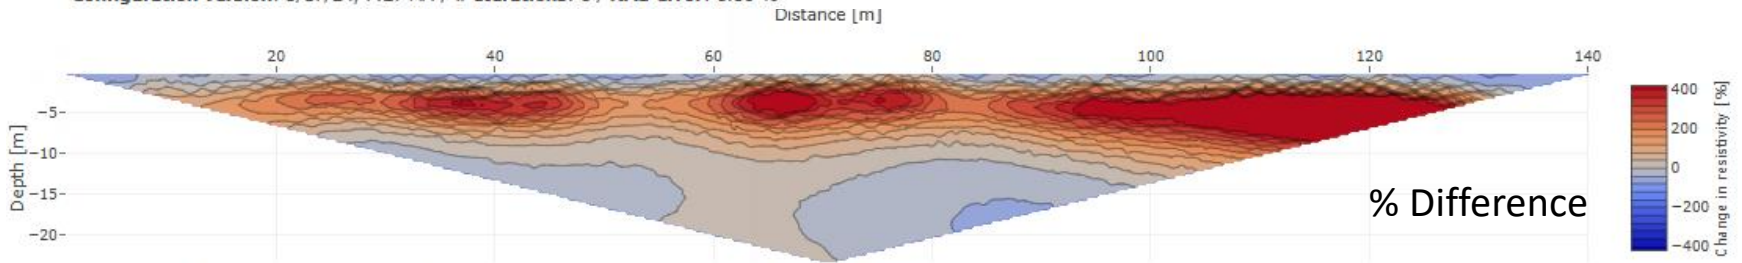 Distance [m]
20 40 60 80 100 120 140
Depth [m]
−5
−10
−15
−20
% Difference
400
200
0
−200
−400
Change in resistivity [%]